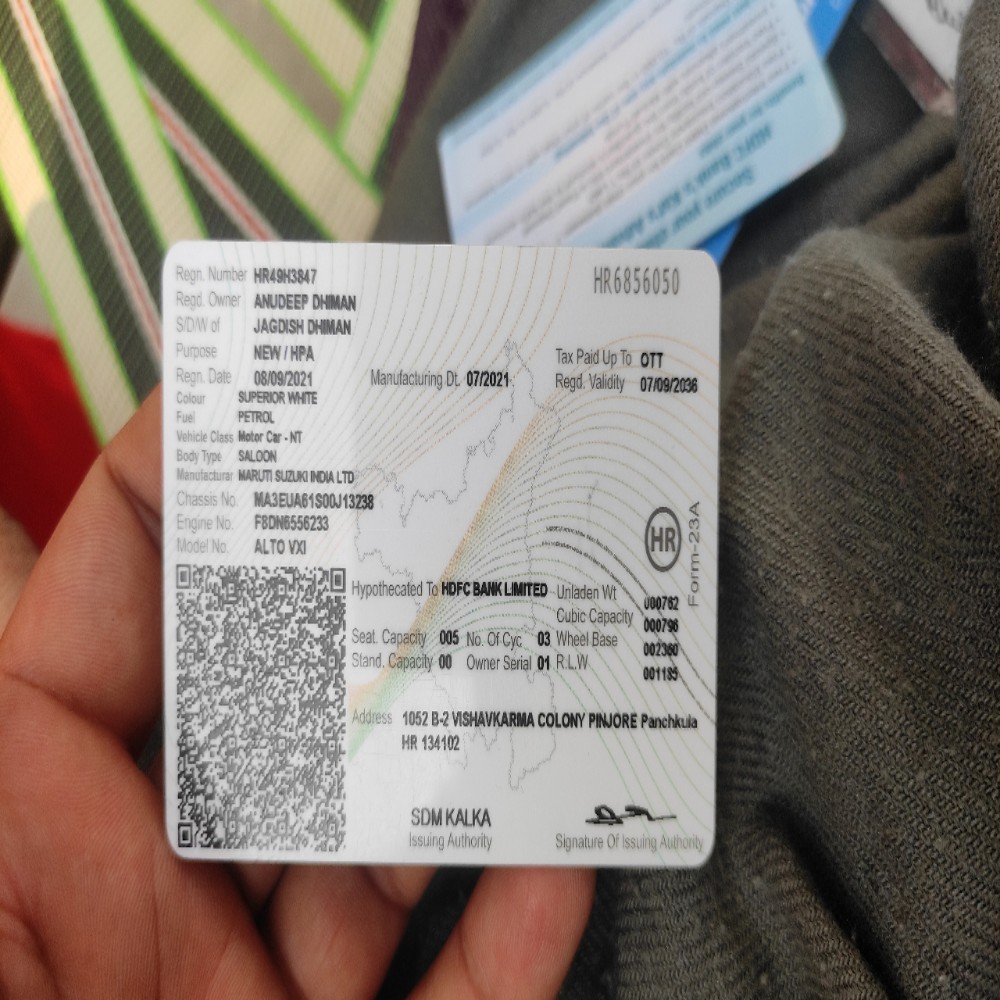 HR6856050
Regn. Number HR49H3847
Regd. Owner ANUDEEP DHIMAN
S/D/W of JAGDISH DHIMAN
Purpose NEW / HPA
Tax Paid Up To OTT
Regn. Date 08/09/2021 Manufacturing Dt. 07/2021 Regd. Validity 07/09/2036
Colour SUPERIOR WHITE
Fuel PETROL
Vehicle Class Motor Car - NT
Body Type SALOON
Manufacturar MARUTI SUZUKI INDIA LTD
Chassis No. MA3EUA61S00J13238
Engine No. F8DN6556233
Model No. ALTO VXI
HR
Form-23A
Hypothecated To HDFC BANK LIMITED Unladen Wt 000762
Cubic Capacity 000796
Seat. Capacity 005 No. Of Cyc 03 Wheel Base 002360
Stand. Capacity 00 Owner Serial 01 R.L.W 001185
Address 1052 B-2 VISHAVKARMA COLONY PINJORE Panchkula
HR 134102
SDM KALKA
Issuing Authority
Signature Of Issuing Authority